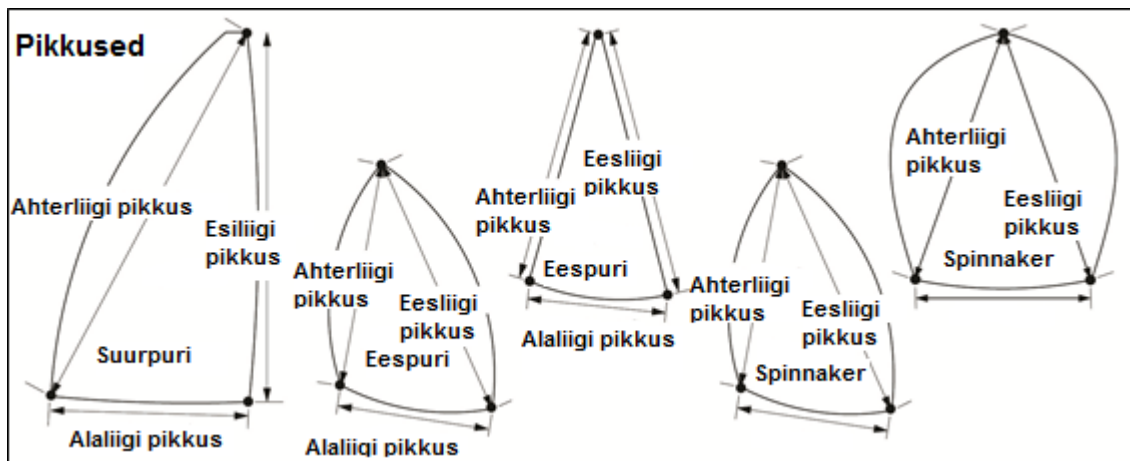 Pikkused
Ahterliigi pikkus
Esiliigi
pikkus
Suurpuri
Alaliigi pikkus
Ahterliigi
pikkus
Eesliigi
pikkus
Eespuri
Alaliigi pikkus
Ahterliigi
pikkus
Eesliigi
pikkus
Eespuri
Alaliigi pikkus
Ahterliigi
pikkus
Eesliigi
pikkus
Spinnaker
Ahterliigi
pikkus
Eesliigi
pikkus
Spinnaker